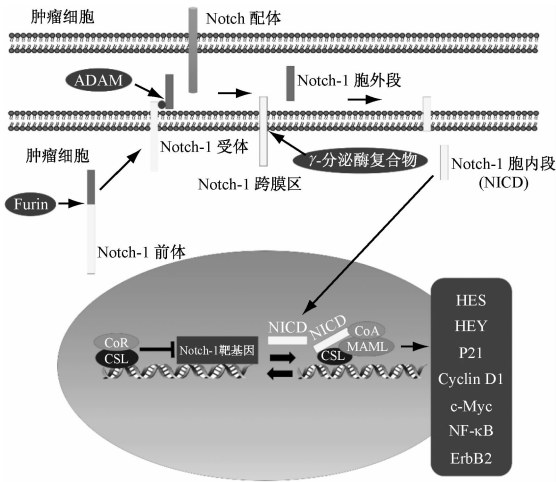 肿瘤细胞
Notch 配体
ADAM
Notch-1 胞外段
肿瘤细胞
Notch-1 受体
γ-分泌酶复合物
Notch-1 胞内段
(NICD)
Notch-1 跨膜区
Furin
Notch-1 前体
NICD
NICD
CoA
MAML
CSL
CoR
CSL
Notch-1靶基因
HES
HEY
P21
Cyclin D1
c-Myc
NF-κB
ErbB2